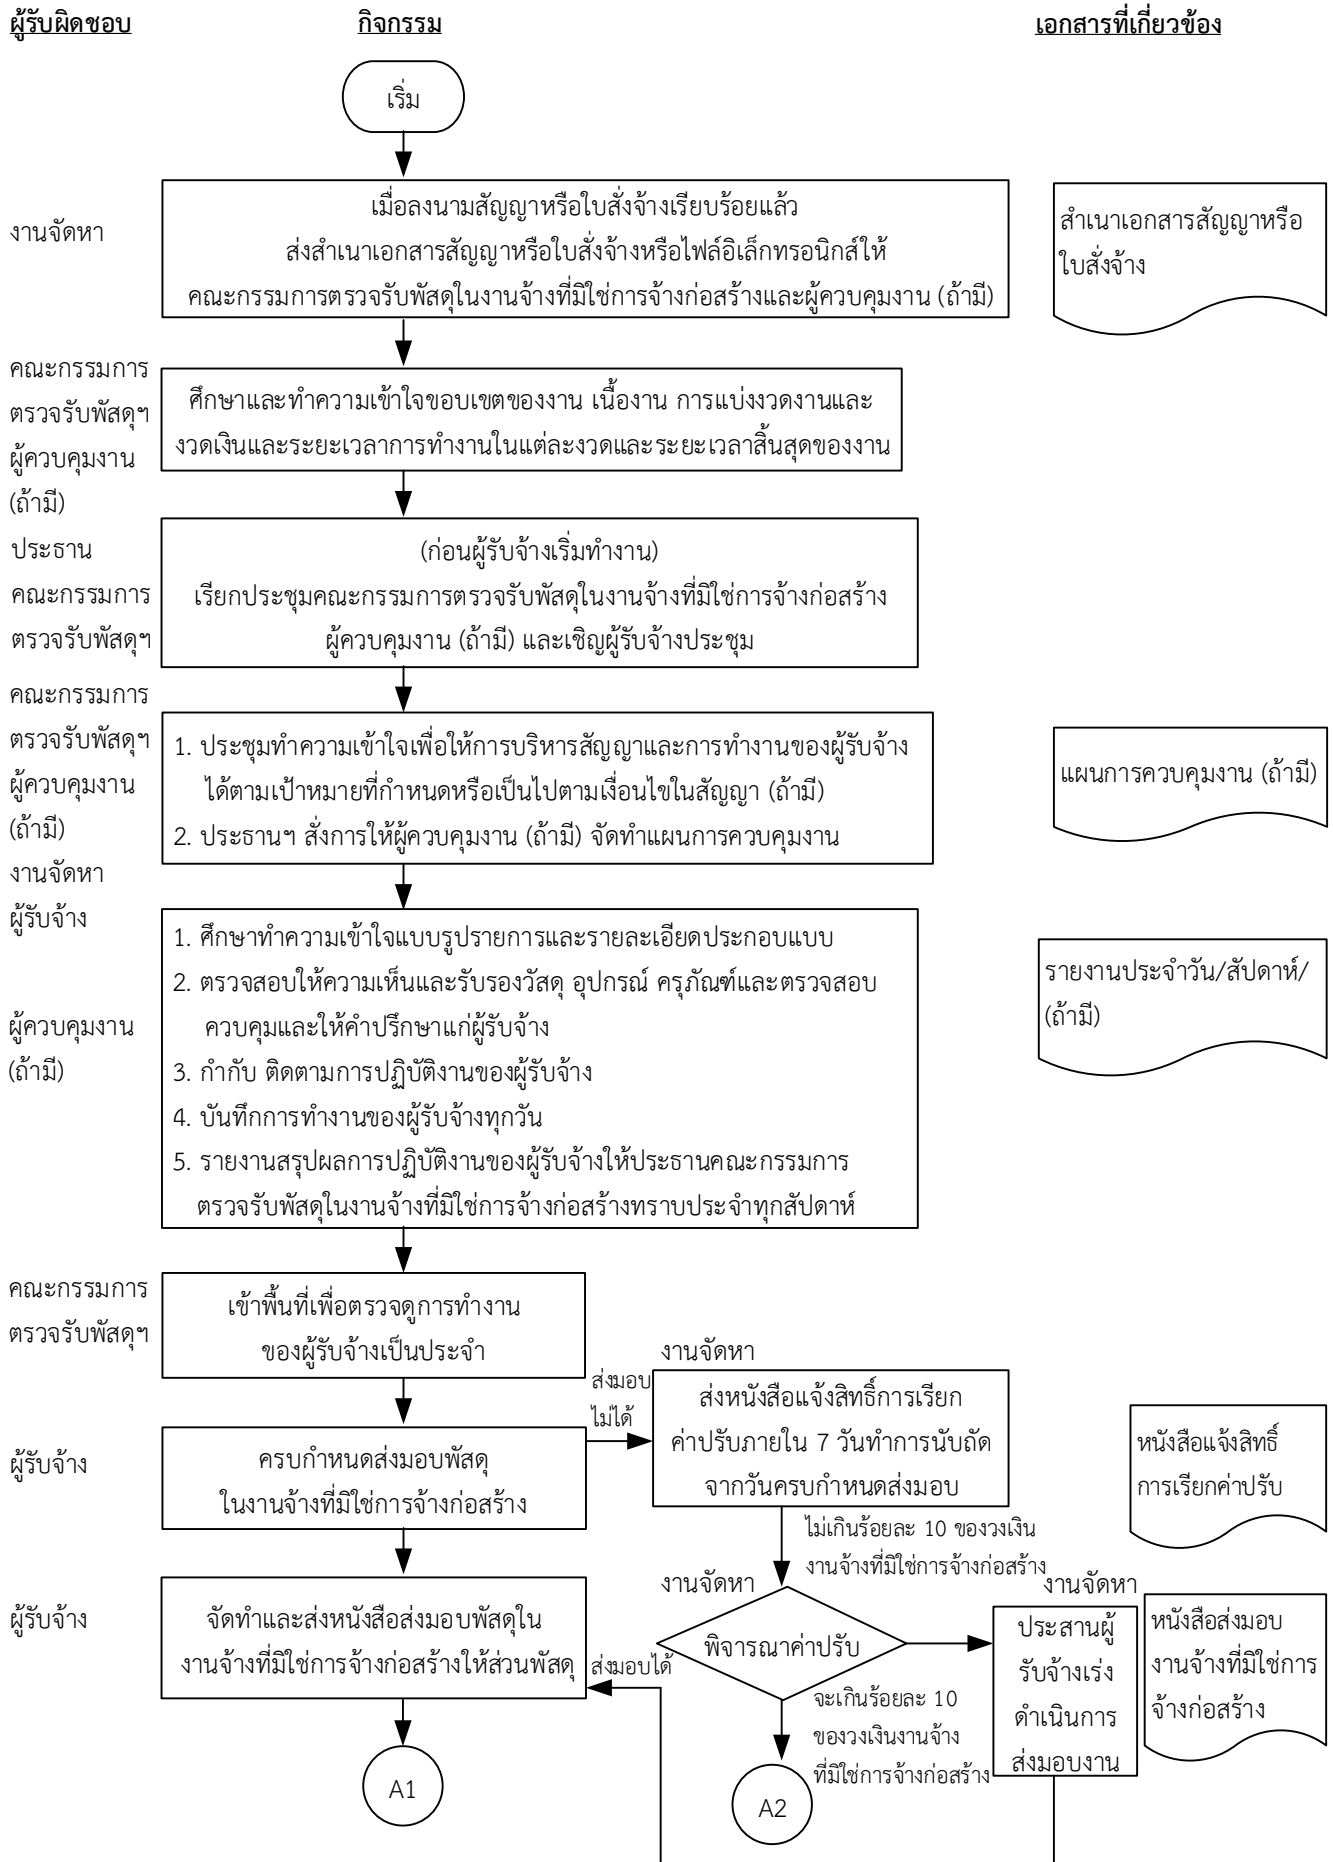 ผู้รับผิดชอบ
กิจกรรม
เอกสารที่เกี่ยวข้อง
เริ่ม
งานจัดหา
เมื่อลงนามสัญญาหรือใบสั่งจ้างเรียบร้อยแล้ว
ส่งสำเนาเอกสารสัญญาหรือใบสั่งจ้างหรือไฟล์อิเล็กทรอนิกส์ให้
คณะกรรมการตรวจรับพัสดุในงานจ้างที่มิใช่การจ้างก่อสร้างและผู้ควบคุมงาน (ถ้ามี)
สำเนาเอกสารสัญญาหรือ
ใบสั่งจ้าง
คณะกรรมการ
ตรวจรับพัสดุฯ
ผู้ควบคุมงาน
(ถ้ามี)
ศึกษาและทำความเข้าใจขอบเขตของงาน เนื้องาน การแบ่งงวดงานและ
งวดเงินและระยะเวลาการทำงานในแต่ละงวดและระยะเวลาสิ้นสุดของงาน
ประธาน
คณะกรรมการ
ตรวจรับพัสดุฯ
(ก่อนผู้รับจ้างเริ่มทำงาน)
เรียกประชุมคณะกรรมการตรวจรับพัสดุในงานจ้างที่มิใช่การจ้างก่อสร้าง
ผู้ควบคุมงาน (ถ้ามี) และเชิญผู้รับจ้างประชุม
คณะกรรมการ
ตรวจรับพัสดุฯ
ผู้ควบคุมงาน
(ถ้ามี)
งานจัดหา
ผู้รับจ้าง
1. ประชุมทำความเข้าใจเพื่อให้การบริหารสัญญาและการทำงานของผู้รับจ้าง
ได้ตามเป้าหมายที่กำหนดหรือเป็นไปตามเงื่อนไขในสัญญา (ถ้ามี)
2. ประธานฯ สั่งการให้ผู้ควบคุมงาน (ถ้ามี) จัดทำแผนการควบคุมงาน
แผนการควบคุมงาน (ถ้ามี)
ผู้ควบคุมงาน
(ถ้ามี)
1. ศึกษาทำความเข้าใจแบบรูปรายการและรายละเอียดประกอบแบบ
2. ตรวจสอบให้ความเห็นและรับรองวัสดุ อุปกรณ์ ครุภัณฑ์และตรวจสอบ
ควบคุมและให้คำปรึกษาแก่ผู้รับจ้าง
3. กำกับ ติดตามการปฏิบัติงานของผู้รับจ้าง
4. บันทึกการทำงานของผู้รับจ้างทุกวัน
5. รายงานสรุปผลการปฏิบัติงานของผู้รับจ้างให้ประธานคณะกรรมการ
ตรวจรับพัสดุในงานจ้างที่มิใช่การจ้างก่อสร้างทราบประจำทุกสัปดาห์
รายงานประจำวัน/สัปดาห์/
(ถ้ามี)
คณะกรรมการ
ตรวจรับพัสดุฯ
เข้าพื้นที่เพื่อตรวจดูการทำงาน
ของผู้รับจ้างเป็นประจำ
ส่งมอบ
ไม่ได้
งานจัดหา
ส่งหนังสือแจ้งสิทธิ์การเรียก
ค่าปรับภายใน 7 วันทำการนับถัด
จากวันครบกำหนดส่งมอบ
หนังสือแจ้งสิทธิ์
การเรียกค่าปรับ
ผู้รับจ้าง
ครบกำหนดส่งมอบพัสดุ
ในงานจ้างที่มิใช่การจ้างก่อสร้าง
ไม่เกินร้อยละ 10 ของวงเงิน
งานจ้างที่มิใช่การจ้างก่อสร้าง
งานจัดหา
พิจารณาค่าปรับ
งานจัดหา
ประสานผู้
รับจ้างเร่ง
ดำเนินการ
ส่งมอบงาน
หนังสือส่งมอบ
งานจ้างที่มิใช่การ
จ้างก่อสร้าง
ผู้รับจ้าง
จัดทำและส่งหนังสือส่งมอบพัสดุใน
งานจ้างที่มิใช่การจ้างก่อสร้างให้ส่วนพัสดุ
ส่งมอบได้
จะเกินร้อยละ 10
ของวงเงินงานจ้าง
ที่มิใช่การจ้างก่อสร้าง
A1
A2